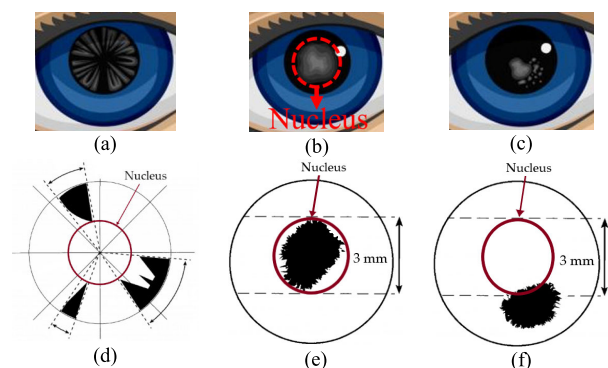 Nucleus
(a) (b) (c)
Nucleus Nucleus Nucleus
3 mm 3 mm
(d) (e) (f)